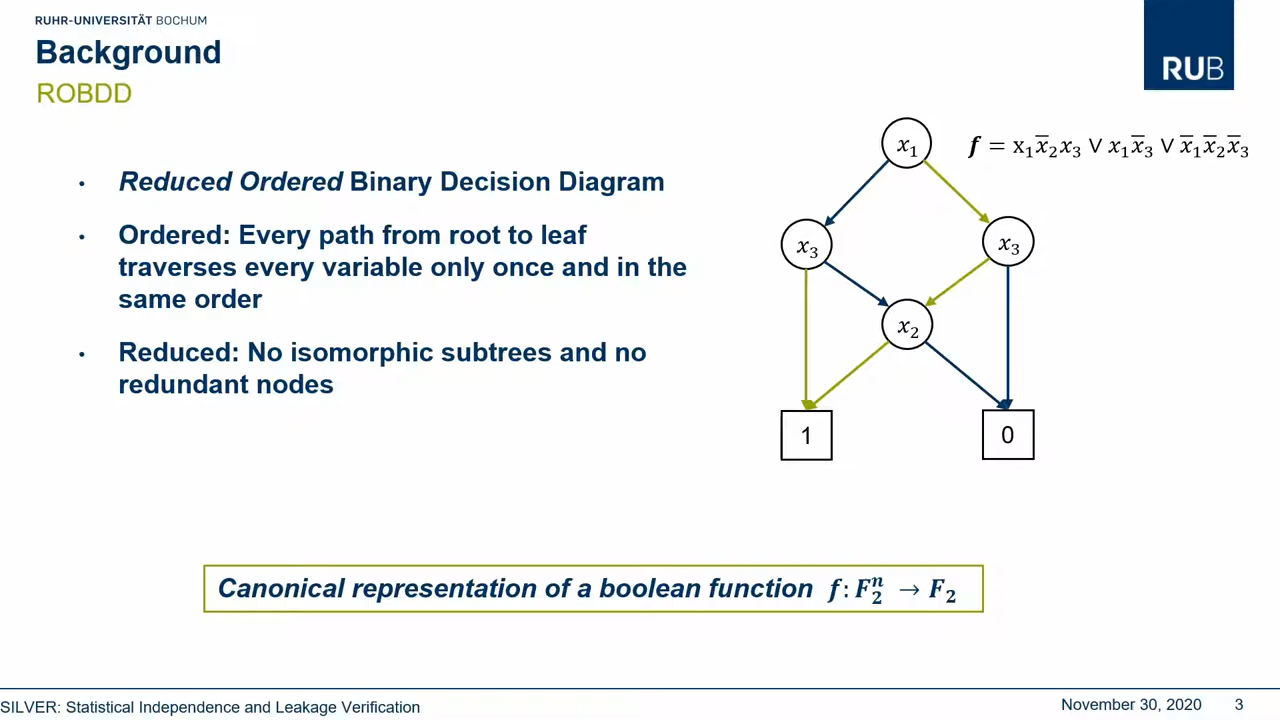 RUHR-UNIVERSITÄT BOCHUM
Background
ROBDD
RUB
• Reduced Ordered Binary Decision Diagram
• Ordered: Every path from root to leaf
traverses every variable only once and in the
same order
• Reduced: No isomorphic subtrees and no
redundant nodes
x₁
f = x₁x̅₂x₃ ∨ x₁x̅₃ ∨ x̅₁x̅₂x̅₃
x₃
x₃
x₂
1
0
Canonical representation of a boolean function f: F₂ⁿ → F₂
SILVER: Statistical Independence and Leakage Verification
November 30, 2020 3